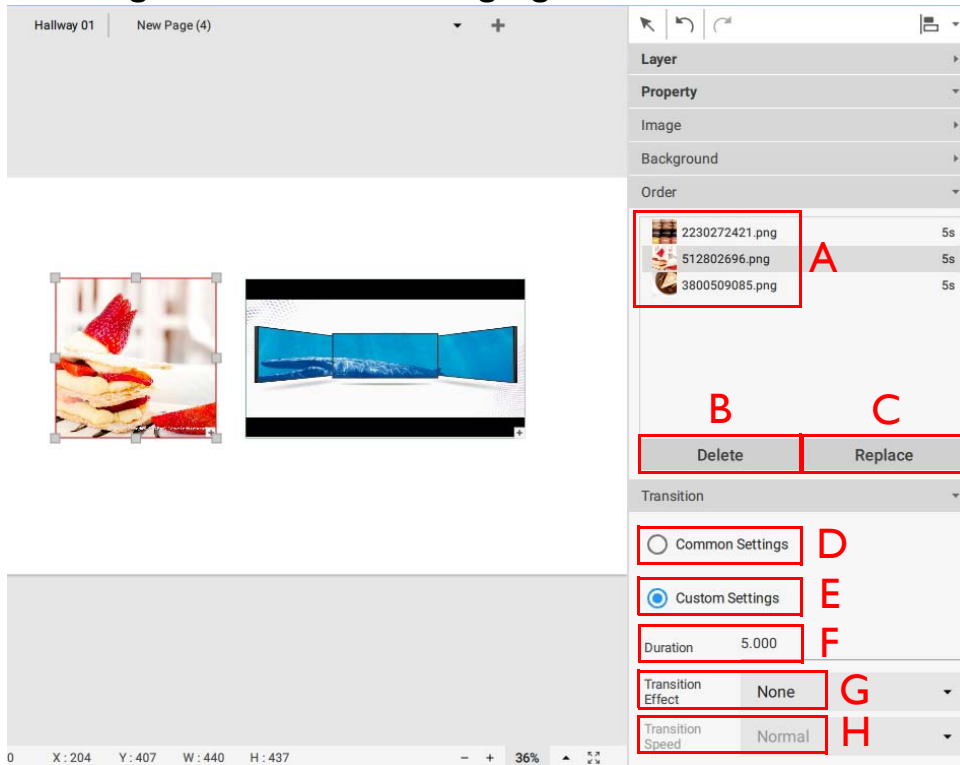 Hallway 01 New Page (4)
Layer
Property
Image
Background
Order
2230272421.png 5s
A
512802696.png 5s
3800509085.png 5s
B C
Delete Replace
Transition
Common Settings D
Custom Settings E
Duration 5.000 F
Transition
Effect None G
Transition
Speed Normal H
0 X : 204 Y : 407 W : 440 H : 437 - + 36%